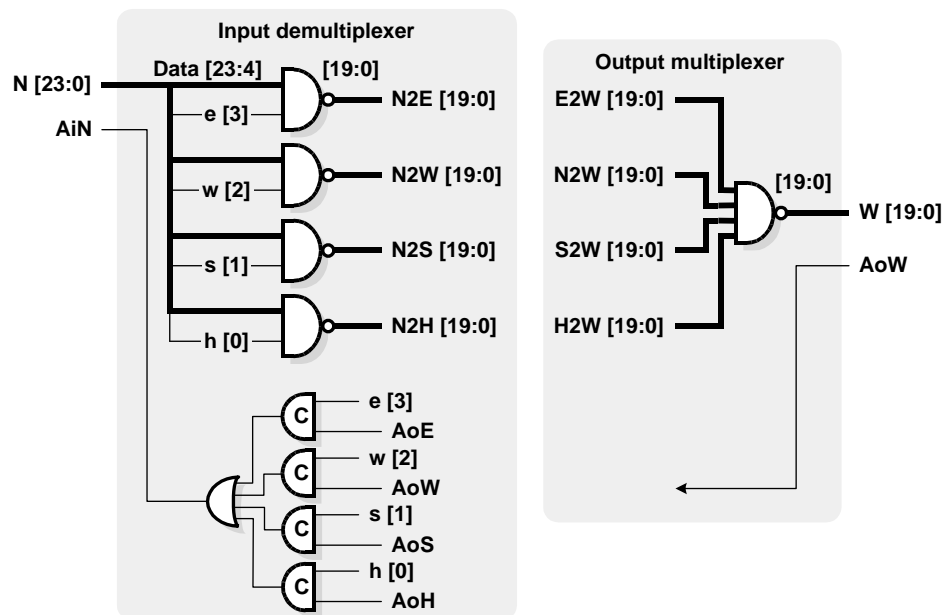 Input demultiplexer
N [23:0]
Data [23:4]
[19:0]
e [3]
N2E [19:0]
AiN
w [2]
N2W [19:0]
s [1]
N2S [19:0]
h [0]
N2H [19:0]
C
e [3]
AoE
C
w [2]
AoW
C
s [1]
AoS
C
h [0]
AoH
Output multiplexer
E2W [19:0]
N2W [19:0]
[19:0]
S2W [19:0]
H2W [19:0]
W [19:0]
AoW